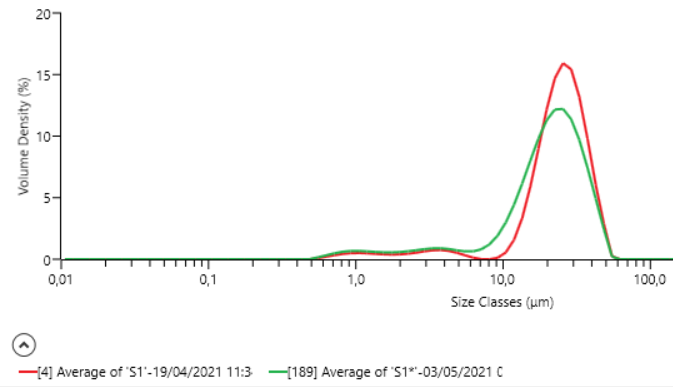 20
15
10
5
0
Volume Density (%)
0,01 0,1 1,0 10,0 100,0
Size Classes (µm)
[4] Average of 'S1'-19/04/2021 11:3 [189] Average of 'S1*'-03/05/2021 0